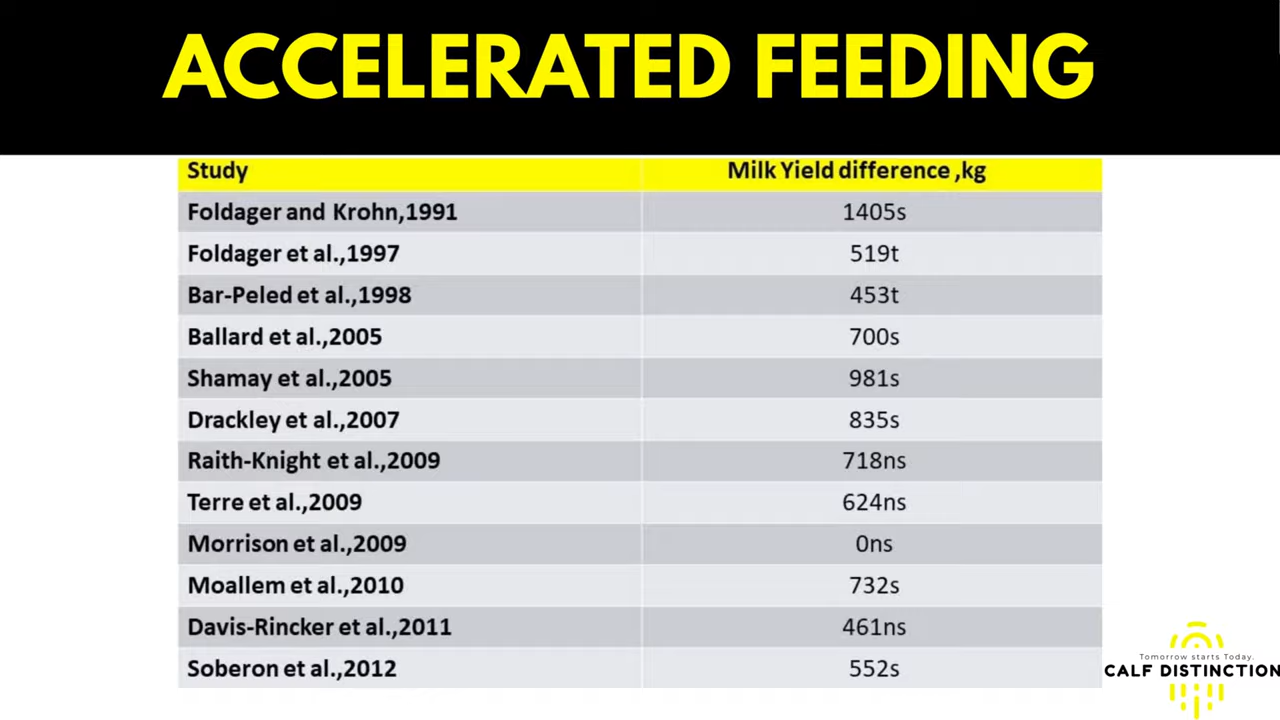 ACCELERATED FEEDING
Study Milk Yield difference ,kg
Foldager and Krohn,1991 1405s
Foldager et al.,1997 519t
Bar-Peled et al.,1998 453t
Ballard et al.,2005 700s
Shamay et al.,2005 981s
Drackley et al.,2007 835s
Raith-Knight et al.,2009 718ns
Terre et al.,2009 624ns
Morrison et al.,2009 0ns
Moallem et al.,2010 732s
Davis-Rincker et al.,2011 461ns
Soberon et al.,2012 552s
Tomorrow starts Today.
CALF DISTINCTION